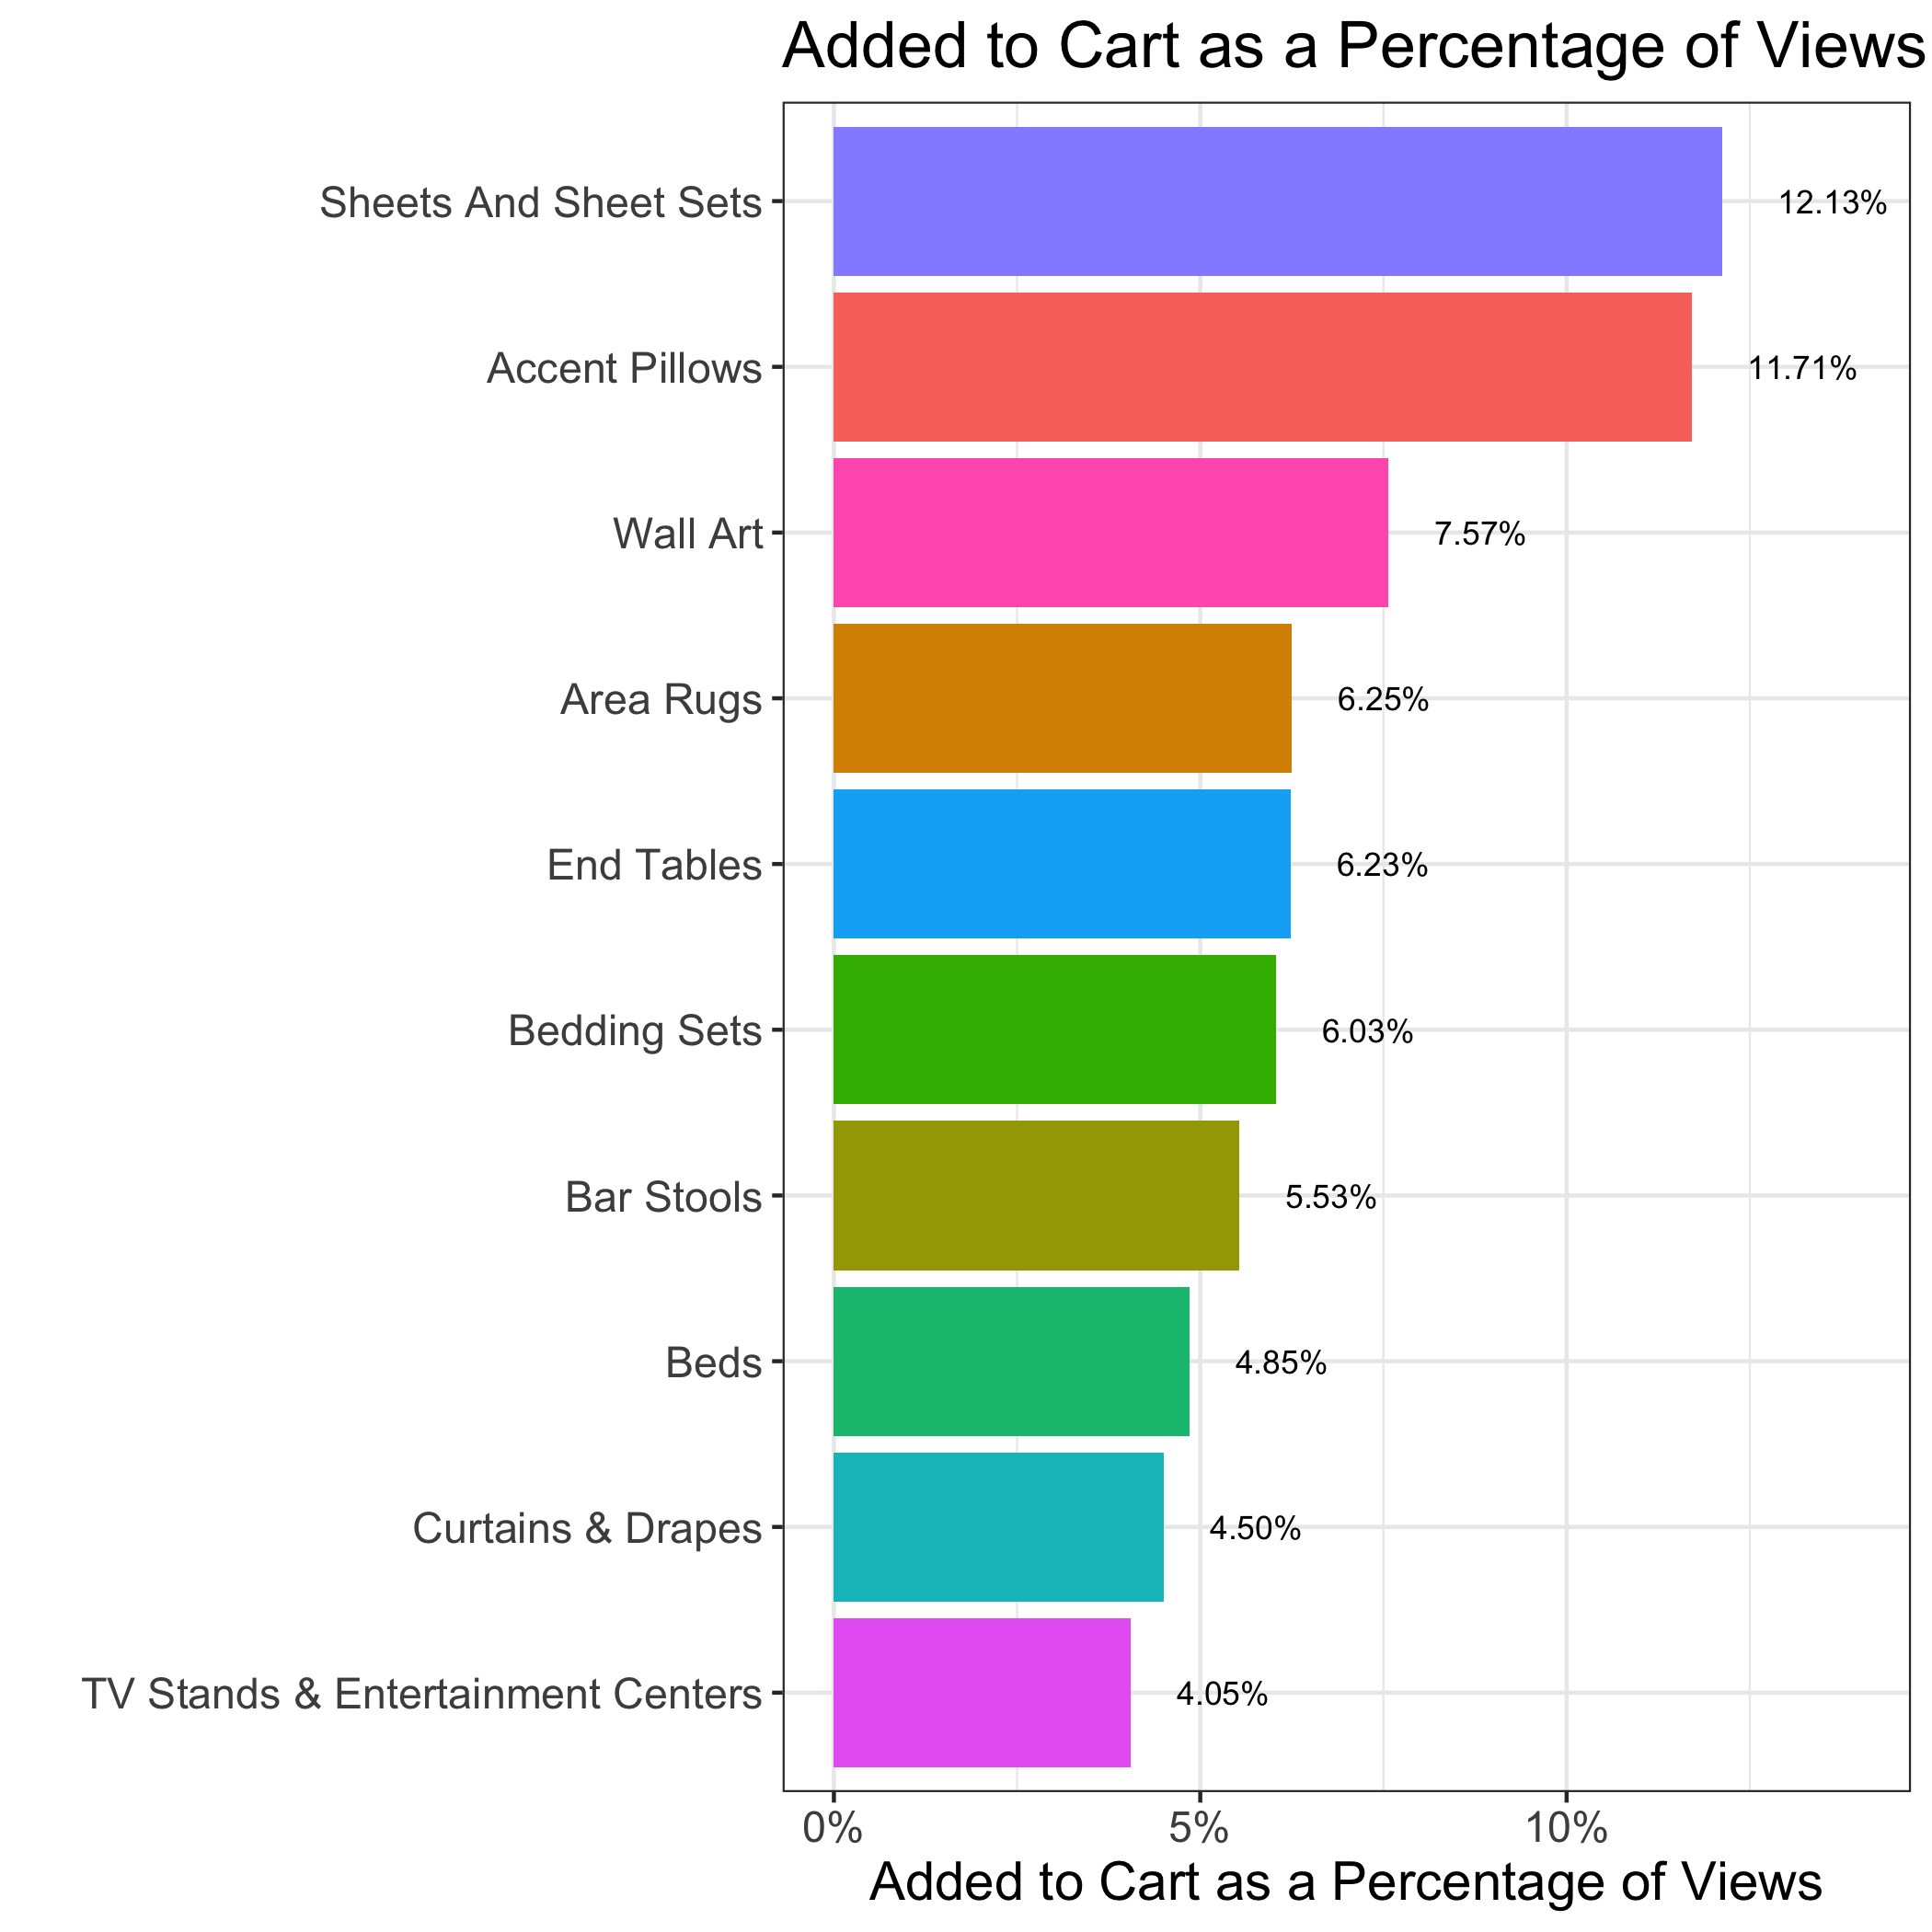 Added to Cart as a Percentage of Views
Sheets And Sheet Sets 12.13%
Accent Pillows 11.71%
Wall Art 7.57%
Area Rugs 6.25%
End Tables 6.23%
Bedding Sets 6.03%
Bar Stools 5.53%
Beds 4.85%
Curtains & Drapes 4.50%
TV Stands & Entertainment Centers 4.05%
0% 5% 10%
Added to Cart as a Percentage of Views